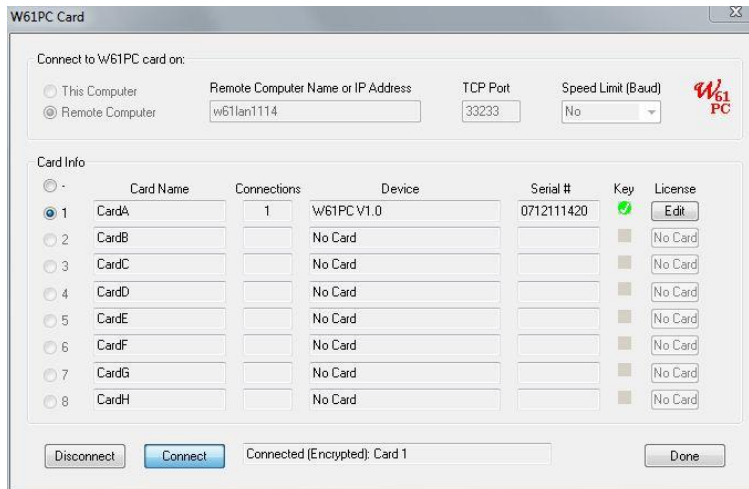 W61PC Card
Connect to W61PC card on:
This Computer
Remote Computer Name or IP Address
TCP Port
Speed Limit (Baud)
Remote Computer
w61lan1114
33233
No
W61
PC
Card Info
-
Card Name Connections Device Serial # Key License
1 CardA 1 W61PC V1.0 0712111420 Edit
2 CardB No Card No Card
3 CardC No Card No Card
4 CardD No Card No Card
5 CardE No Card No Card
6 CardF No Card No Card
7 CardG No Card No Card
8 CardH No Card No Card
Disconnect Connect Connected (Encrypted): Card 1 Done